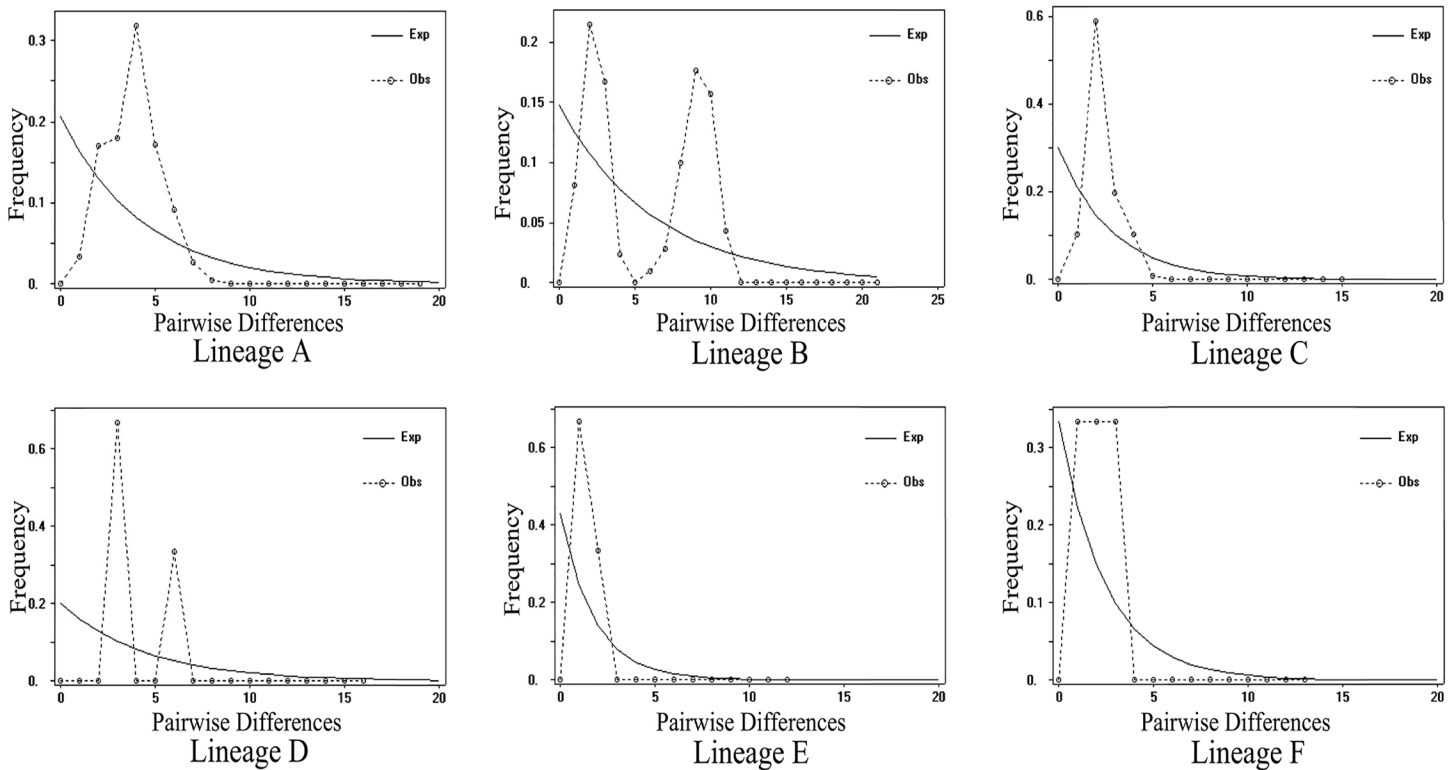 Frequency
0.3
0.2
0.1
0.
Exp
Obs
0 5 10 15 20
Pairwise Differences
Lineage A
Frequency
0.2
0.15
0.1
0.05
0.
Exp
Obs
0 5 10 15 20 25
Pairwise Differences
Lineage B
Frequency
0.6
0.4
0.2
0.
Exp
Obs
0 5 10 15 20
Pairwise Differences
Lineage C
Frequency
0.6
0.4
0.2
0.
Exp
Obs
0 5 10 15 20
Pairwise Differences
Lineage D
Frequency
0.6
0.4
0.2
0.
Exp
Obs
0 5 10 15 20
Pairwise Differences
Lineage E
Frequency
0.3
0.2
0.1
0.
Exp
Obs
0 5 10 15 20
Pairwise Differences
Lineage F